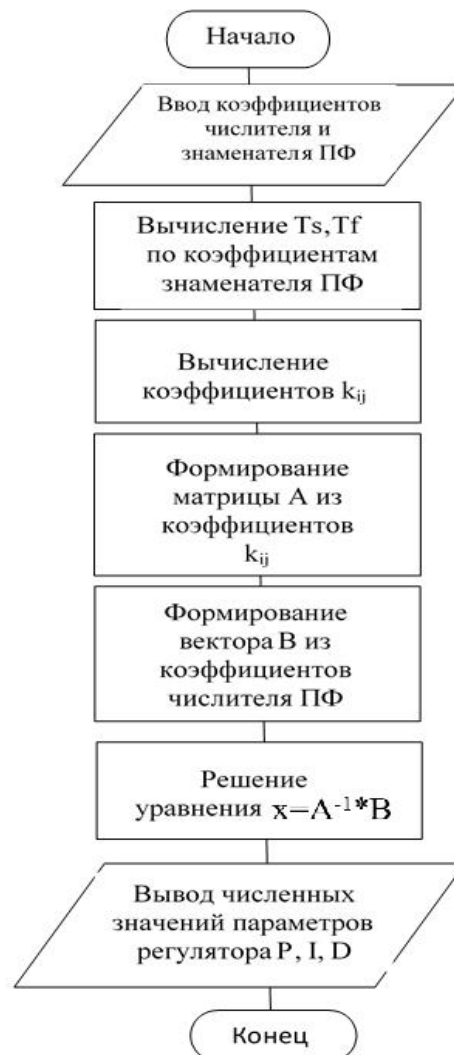 Начало
Ввод коэффициентов
числителя и
знаменателя ПФ
Вычисление Ts,Tf
по коэффициентам
знаменателя ПФ
Вычисление
коэффициентов kij
Формирование
матрицы А из
коэффициентов
kij
Формирование
вектора В из
коэффициентов
числителя ПФ
Решение
уравнения x=A⁻¹*B
Вывод численных
значений параметров
регулятора P, I, D
Конец